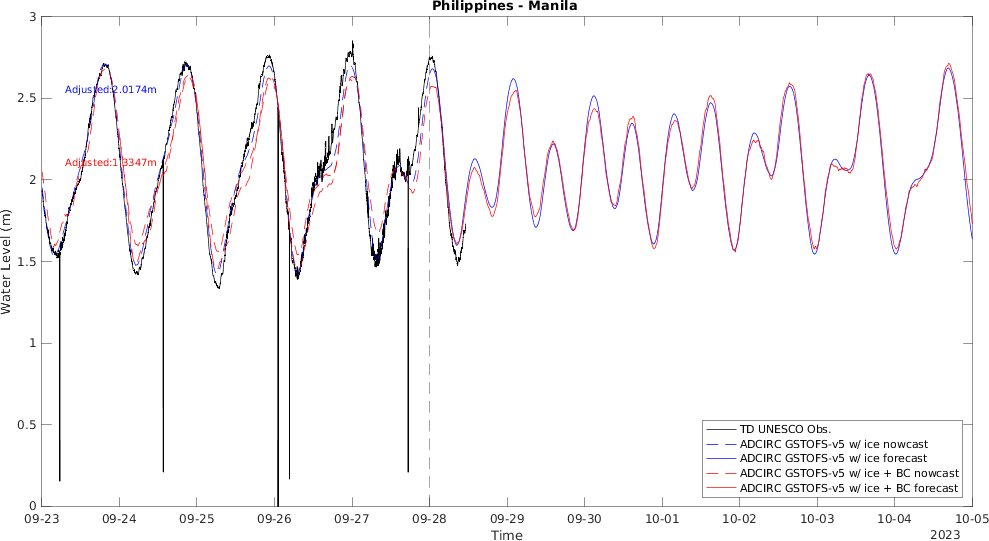 Philippines - Manila
3
2.5
2
1.5
1
0.5
0
Water Level (m)
Adjusted:2.0174m
Adjusted:1.3347m
TD UNESCO Obs.
ADCIRC GSTOFS-v5 w/ ice nowcast
ADCIRC GSTOFS-v5 w/ ice forecast
ADCIRC GSTOFS-v5 w/ ice + BC nowcast
ADCIRC GSTOFS-v5 w/ ice + BC forecast
09-23 09-24 09-25 09-26 09-27 09-28 09-29 09-30 10-01 10-02 10-03 10-04 10-05
Time
2023